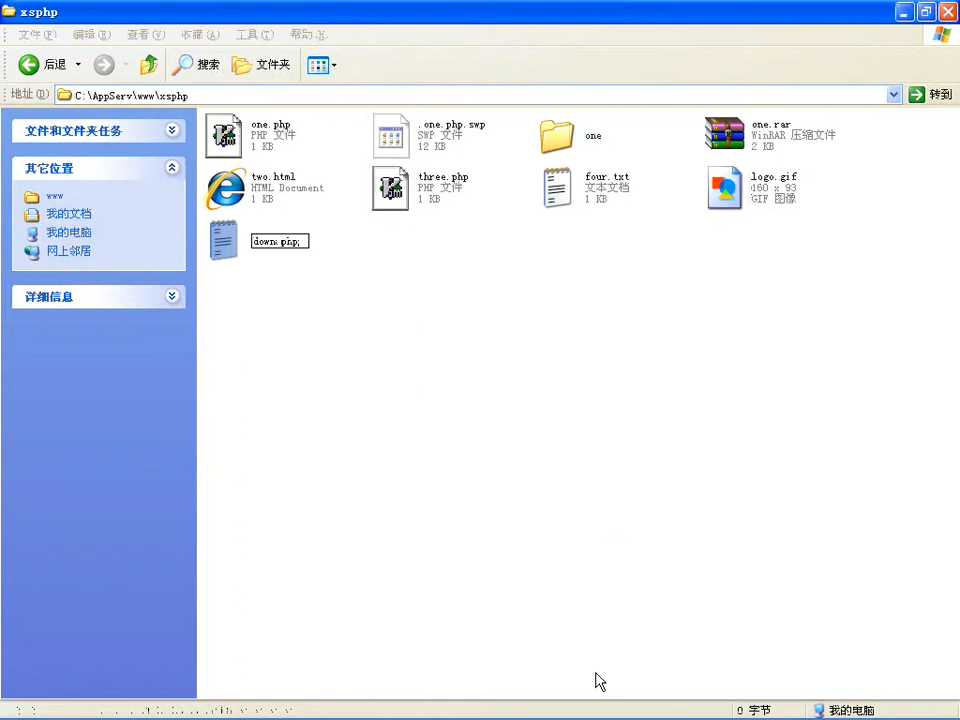 xsphp
文件(F) 编辑(E) 查看(V) 收藏(A) 工具(T) 帮助(H)
后退 搜索 文件夹
地址(D) C:\AppServ\www\xsphp 转到
文件和文件夹任务
其它位置
www
我的文档
我的电脑
网上邻居
详细信息
one.php
PHP 文件
1 KB
.one.php.swp
SWP 文件
12 KB
one
one.rar
WinRAR 压缩文件
2 KB
two.html
HTML Document
1 KB
three.php
PHP 文件
1 KB
four.txt
文本文档
1 KB
logo.gif
160 x 93
GIF 图像
down.php;
0 字节 我的电脑